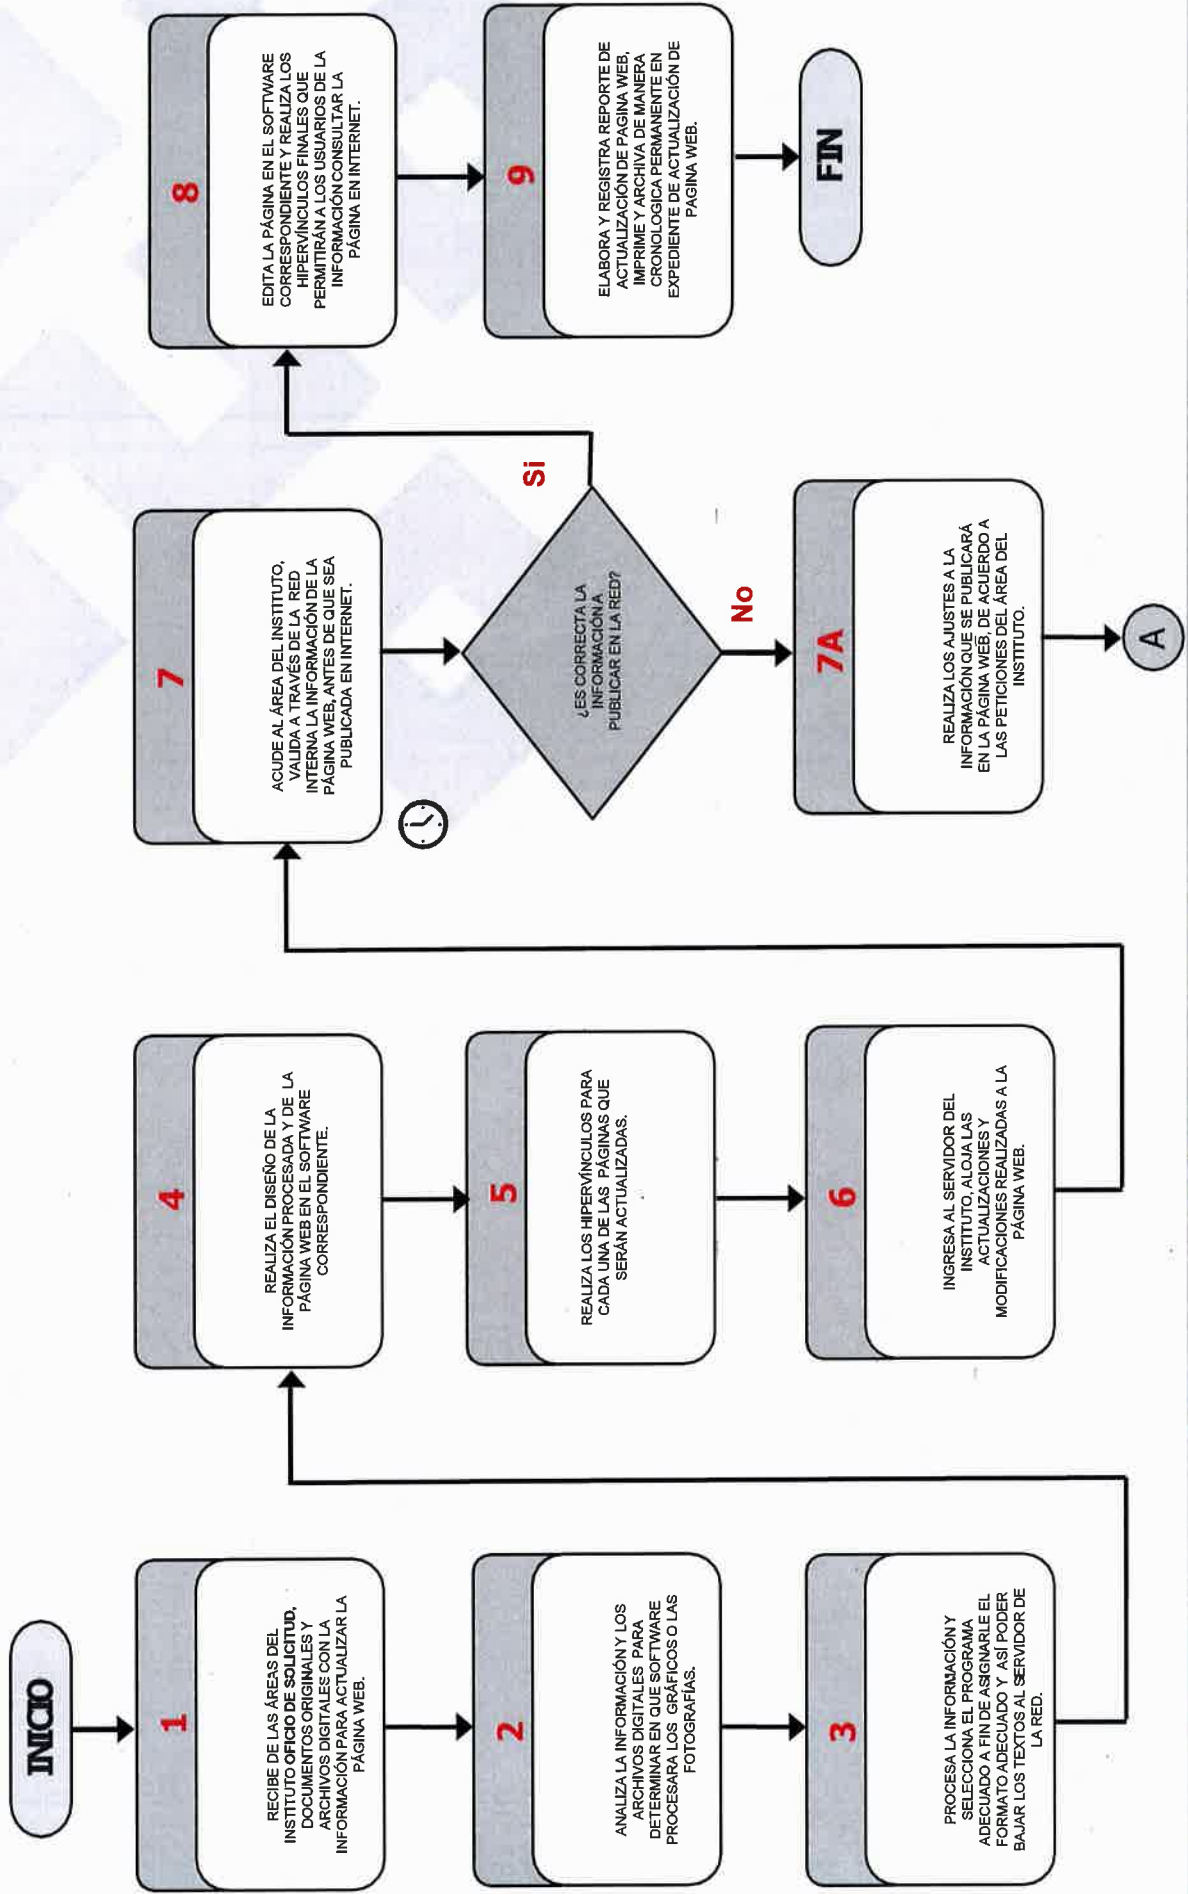 INICIO
1
RECIBE DE LAS ÁREAS DEL
INSTITUTO OFICIO DE SOLICITUD,
DOCUMENTOS ORIGINALES Y
ARCHIVOS DIGITALES CON LA
INFORMACIÓN PARA ACTUALIZAR LA
PÁGINA WEB.
2
ANALIZA LA INFORMACIÓN Y LOS
ARCHIVOS DIGITALES PARA
DETERMINAR EN QUE SOFTWARE
PROCESARA LOS GRÁFICOS O LAS
FOTOGRAFÍAS.
3
PROCESA LA INFORMACIÓN Y
SELECCIONA EL PROGRAMA
ADECUADO A FIN DE ASIGNARLE EL
FORMATO ADECUADO Y ASÍ PODER
BAJAR LOS TEXTOS AL SERVIDOR DE
LA RED.
4
REALIZA EL DISEÑO DE LA
INFORMACIÓN PROCESADA Y DE LA
PÁGINA WEB EN EL SOFTWARE
CORRESPONDIENTE.
5
REALIZA LOS HIPERVÍNCULOS PARA
CADA UNA DE LAS PÁGINAS QUE
SERÁN ACTUALIZADAS.
6
INGRESA AL SERVIDOR DEL
INSTITUTO, ALOJA LAS
ACTUALIZACIONES Y
MODIFICACIONES REALIZADAS A LA
PÁGINA WEB.
7
ACUDE AL ÁREA DEL INSTITUTO,
VALIDA A TRAVÉS DE LA RED
INTERNA LA INFORMACIÓN DE LA
PÁGINA WEB, ANTES DE QUE SEA
PUBLICADA EN INTERNET.
¿ES CORRECTA LA
INFORMACIÓN A
PUBLICAR EN LA RED?
Si
No
7A
REALIZA LOS AJUSTES A LA
INFORMACIÓN QUE SE PUBLICARÁ
EN LA PÁGINA WEB, DE ACUERDO A
LAS PETICIONES DEL ÁREA DEL
INSTITUTO.
A
8
EDITA LA PÁGINA EN EL SOFTWARE
CORRESPONDIENTE Y REALIZA LOS
HIPERVÍNCULOS FINALES QUE
PERMITIRÁN A LOS USUARIOS DE LA
INFORMACIÓN CONSULTAR LA
PÁGINA EN INTERNET.
9
ELABORA Y REGISTRA REPORTE DE
ACTUALIZACIÓN DE PAGINA WEB,
IMPRIME Y ARCHIVA DE MANERA
CRONOLOGICA PERMANENTE EN
EXPEDIENTE DE ACTUALIZACIÓN DE
PAGINA WEB.
FIN